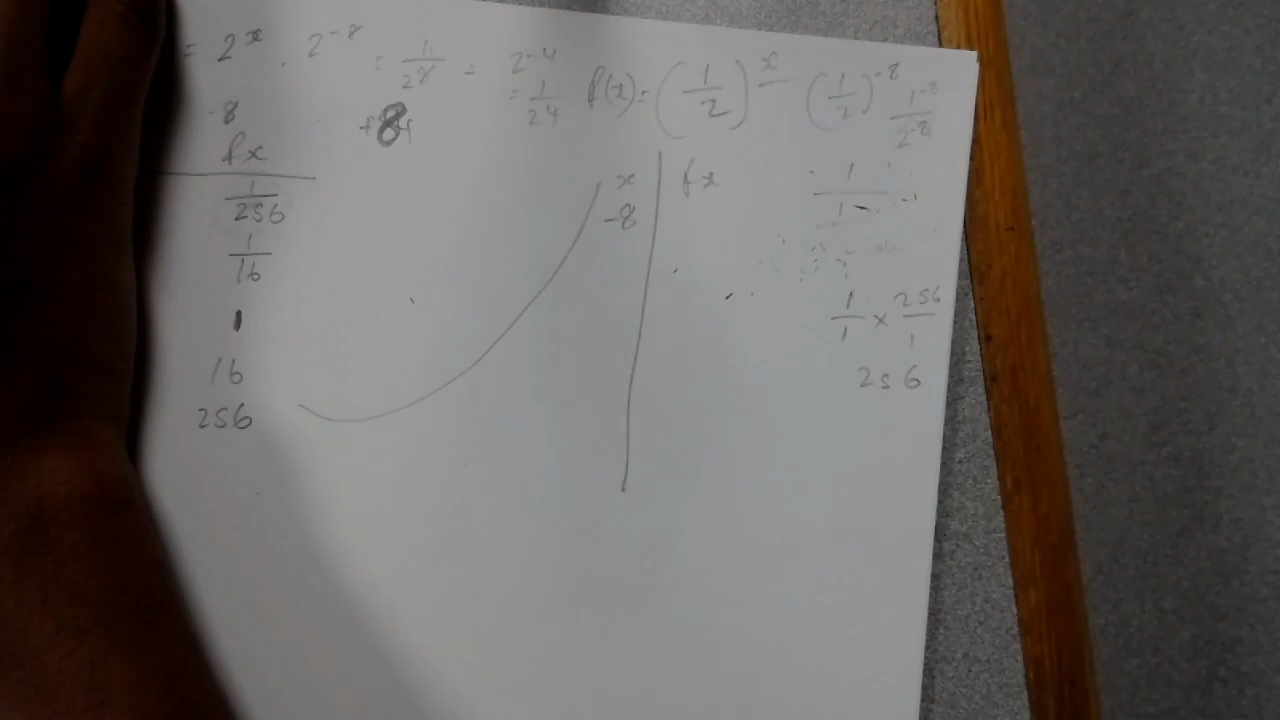 = 2^x . 2^-8 = 1/2^8 = 2^-4
= 1/2^4
f(x) = (1/2)^x (1/2)^-8 1^-8/2^-8
-8
fx
1/256
1/16
1
16
256
x | fx
-8
1/1 x 256/1
256